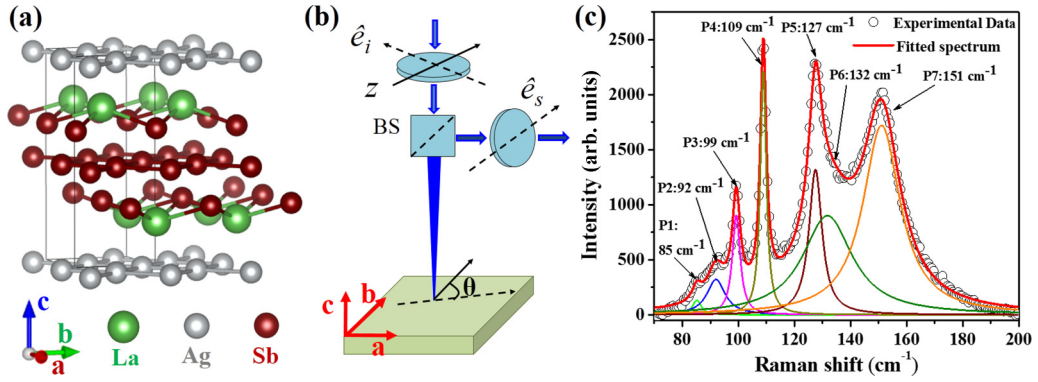 (a)
c
b
a
La
Ag
Sb
(b)
ê_i
z
BS
ê_s
θ
c
b
a
(c)
P4:109 cm⁻¹
P5:127 cm⁻¹
Experimental Data
Fitted spectrum
P6:132 cm⁻¹
P7:151 cm⁻¹
P3:99 cm⁻¹
P2:92 cm⁻¹
P1:
85 cm⁻¹
Intensity (arb. units)
2500
2000
1500
1000
500
0
80 100 120 140 160 180 200
Raman shift (cm⁻¹)